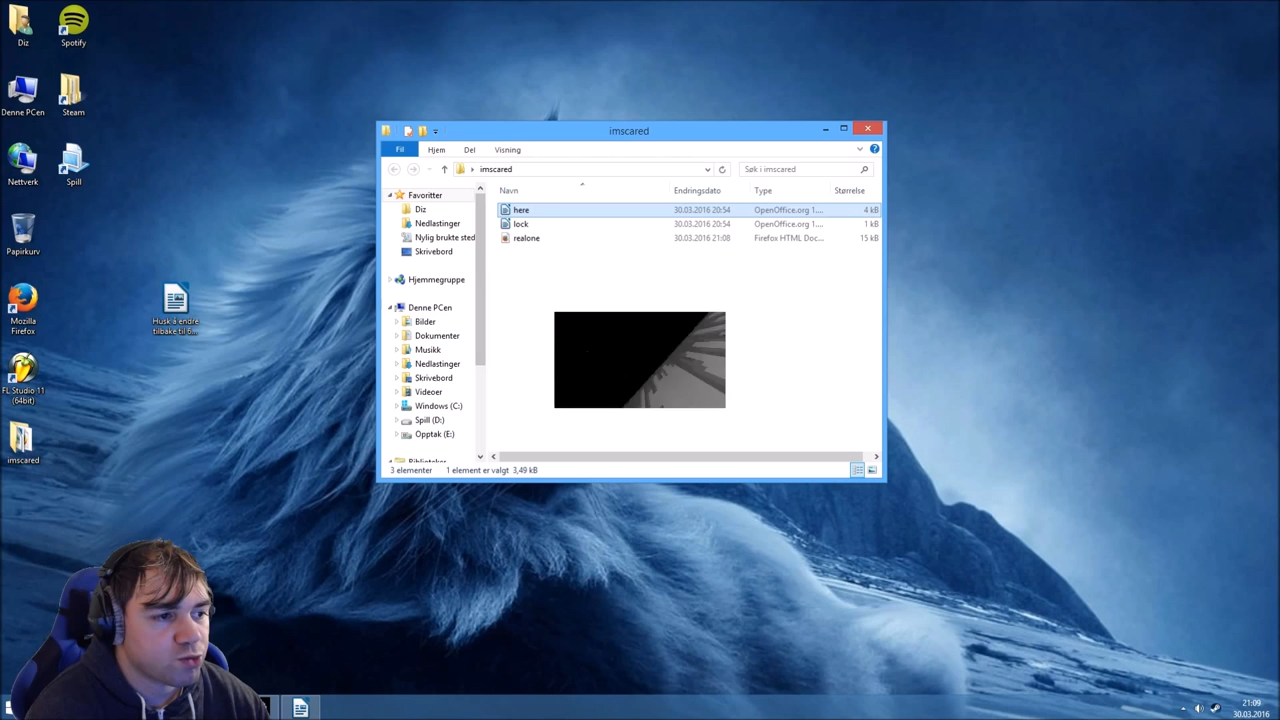 Diz
Spotify
Denne PCen
Steam
Nettverk
Spill
Papirkurv
Mozilla
Firefox
FL Studio 11
(64bit)
imscared
Husk å endre
tilbake til 6...
imscared
Fil
Hjem
Del
Visning
imscared
Søk i imscared
Favoritter
Diz
Nedlastinger
Nylig brukte sted
Skrivebord
Hjemmegruppe
Denne PCen
Bilder
Dokumenter
Musikk
Nedlastinger
Skrivebord
Videoer
Windows (C:)
Spill (D:)
Opptak (E:)
Biblioteker
Navn Endringsdato Type Størrelse
here 30.03.2016 20:54 OpenOffice.org 1.... 4 kB
lock 30.03.2016 20:54 OpenOffice.org 1.... 1 kB
realone 30.03.2016 21:08 Firefox HTML Doc... 15 kB
3 elementer 1 element er valgt 3,49 kB
21:09
30.03.2016